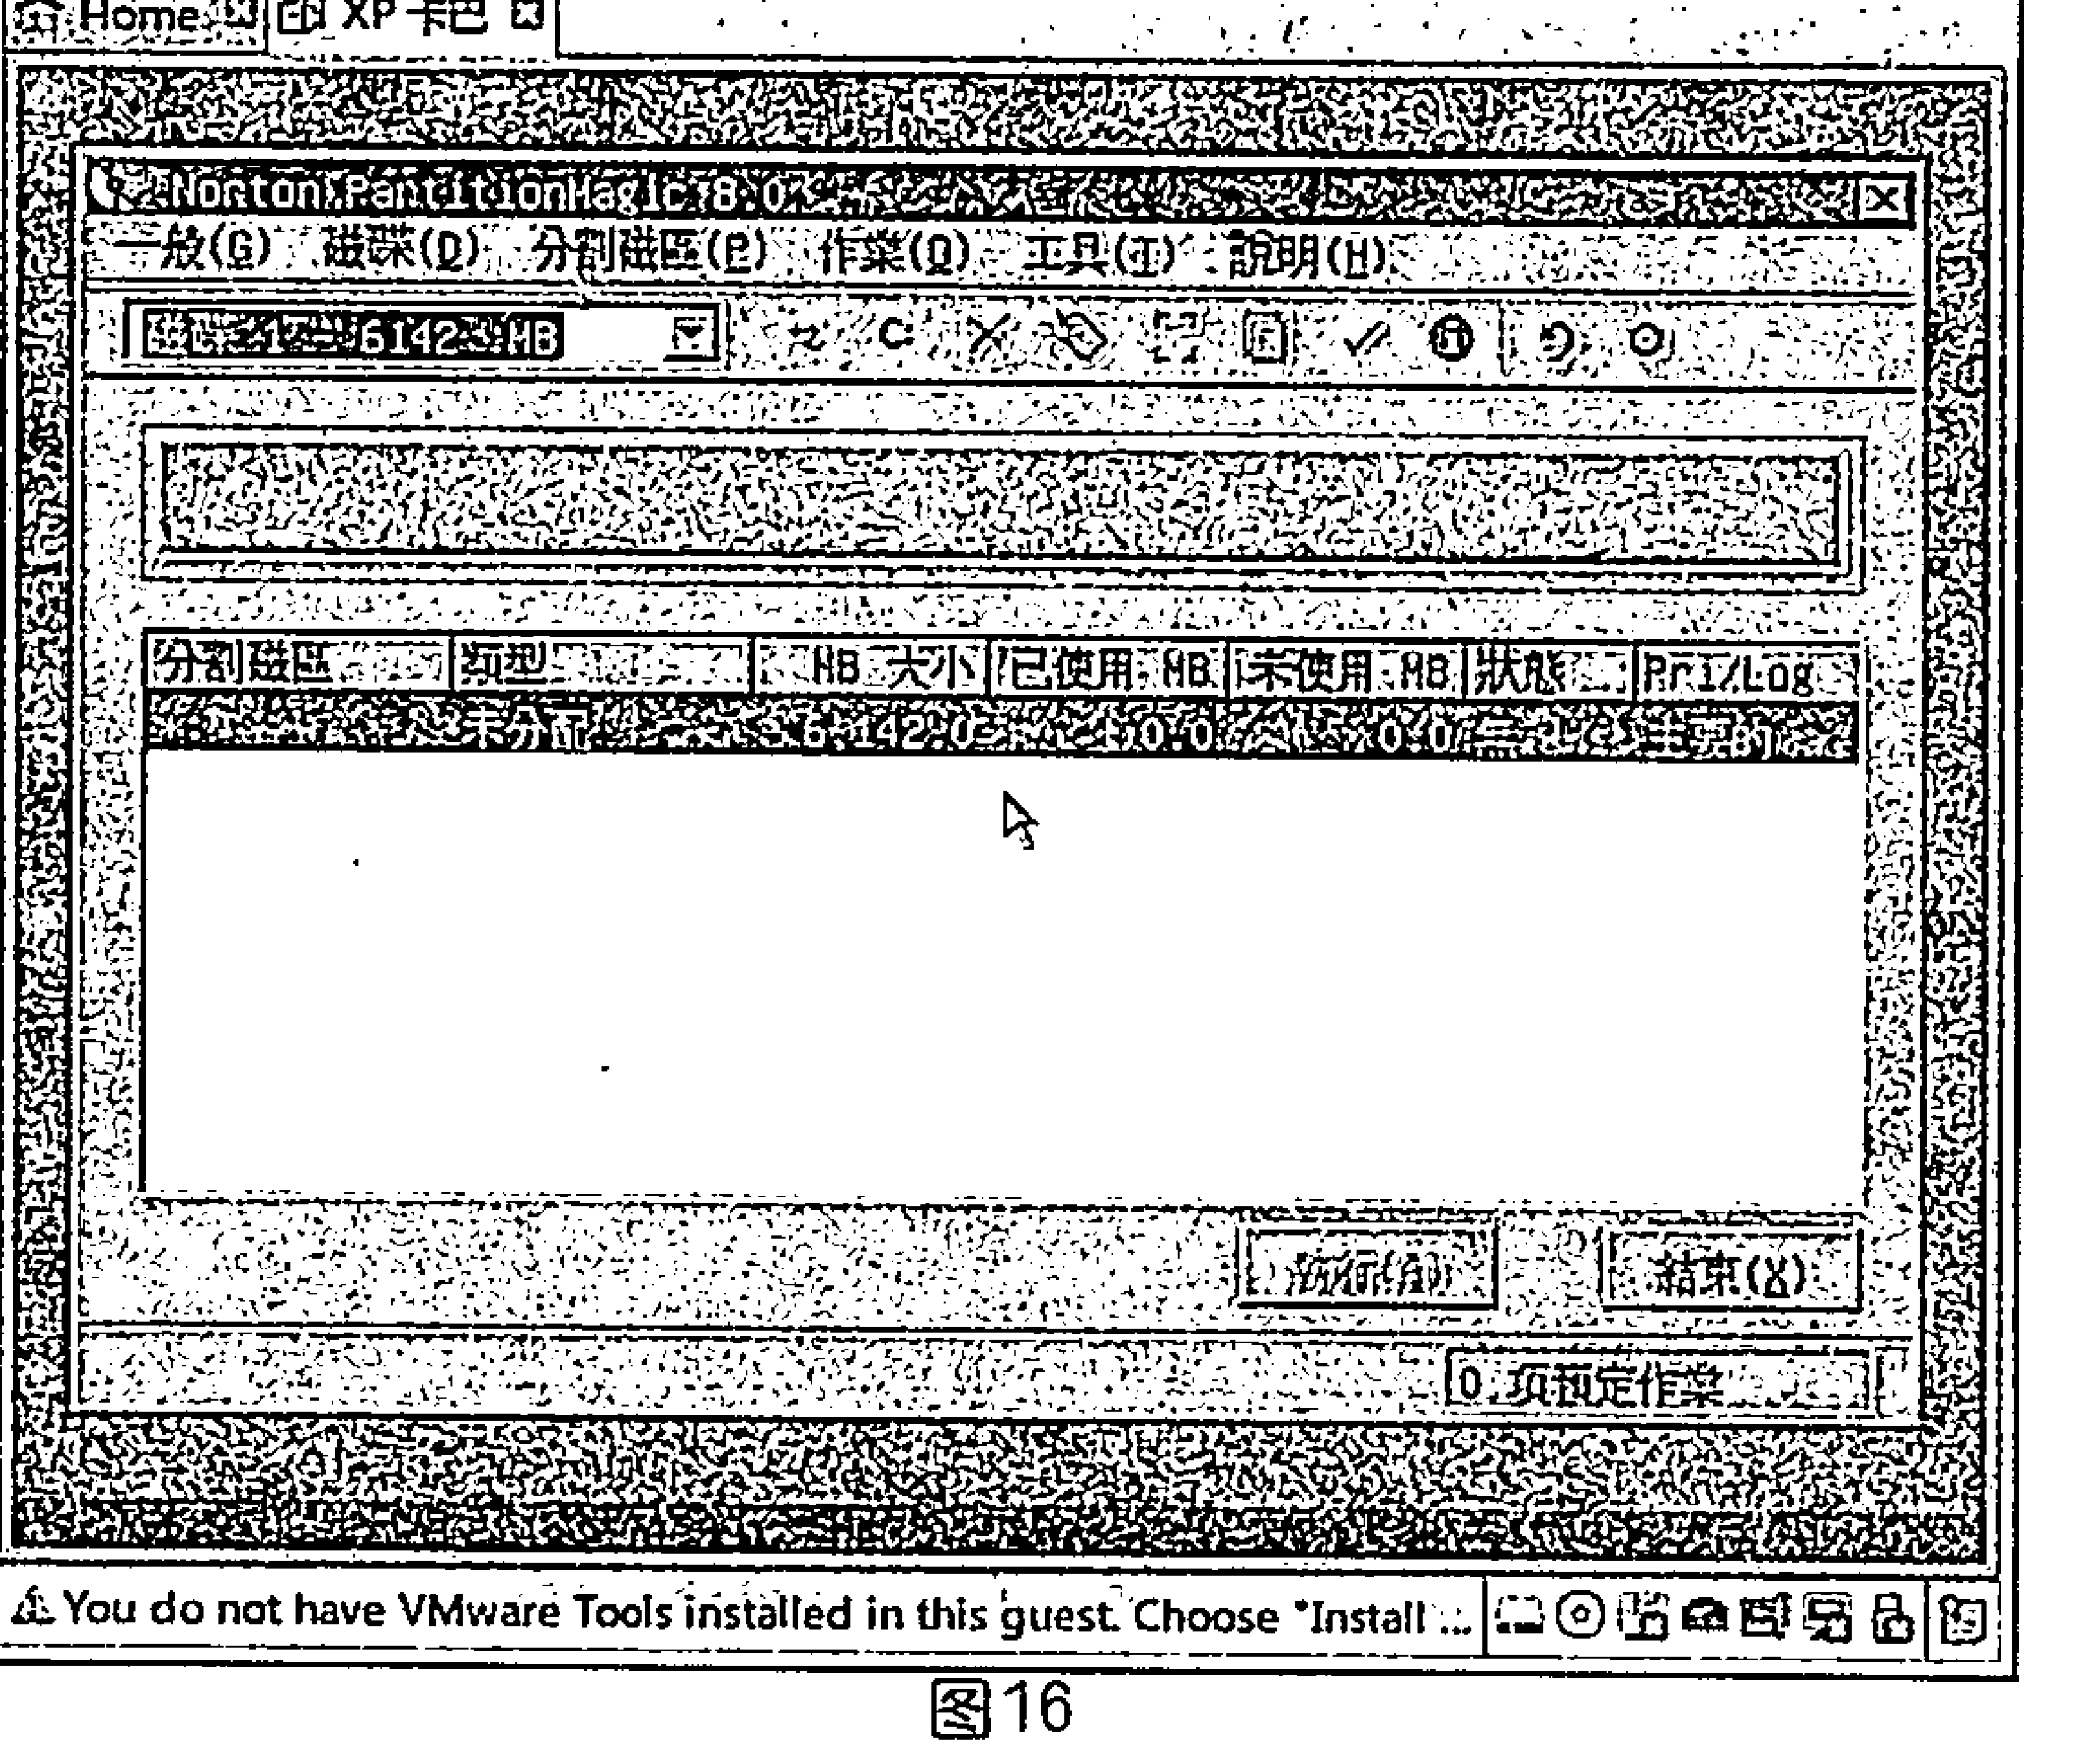 Home XP 卡巴
Norton PartitionMagic 8.0
一般(G) 磁碟(D) 分割磁區(P) 作業(O) 工具(T) 說明(H)
磁碟 1 - 6142 MB
分割磁區 類型 MB 大小 已使用 MB 未使用 MB 狀態 Pri/Log
未分配 6,142.0 0.0 0.0 無 主要的
結束(X)
0 項預定作業
You do not have VMware Tools installed in this guest. Choose "Install ...
图16